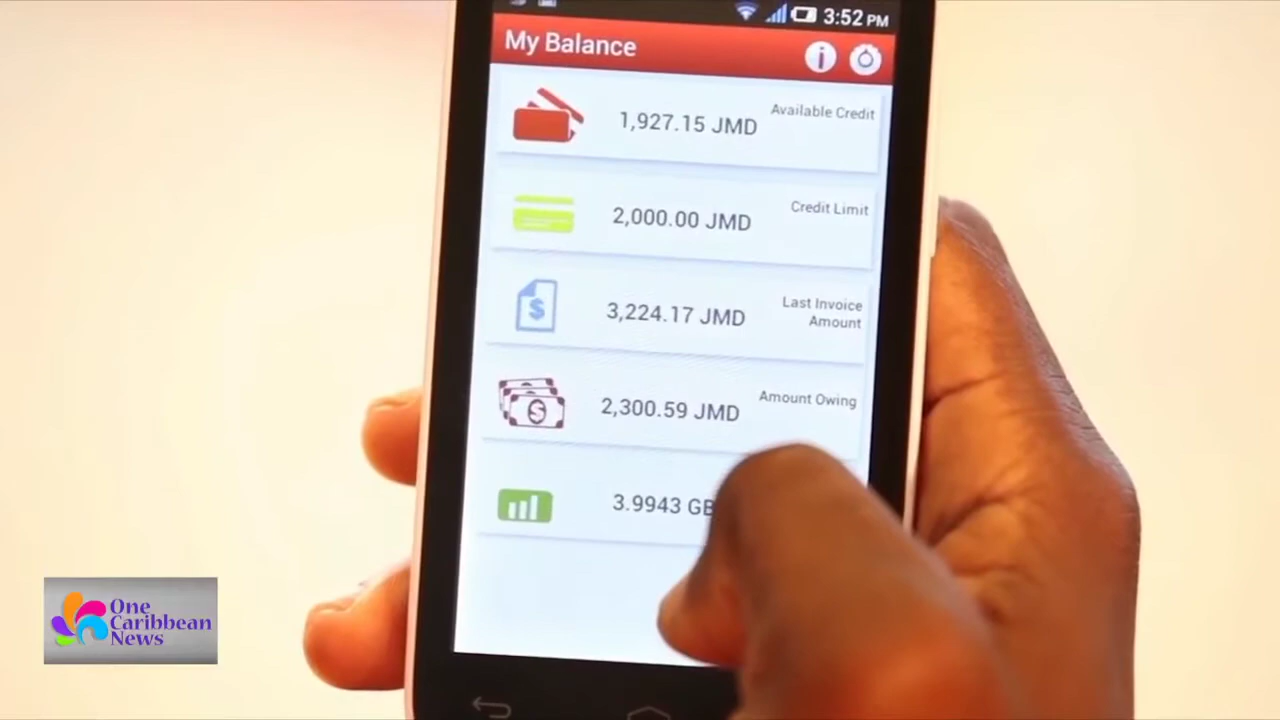 3:52 PM
My Balance
i
Available Credit
1,927.15 JMD
Credit Limit
2,000.00 JMD
$
Last Invoice
Amount
3,224.17 JMD
$
Amount Owing
2,300.59 JMD
3.9943 GB
One
Caribbean
News